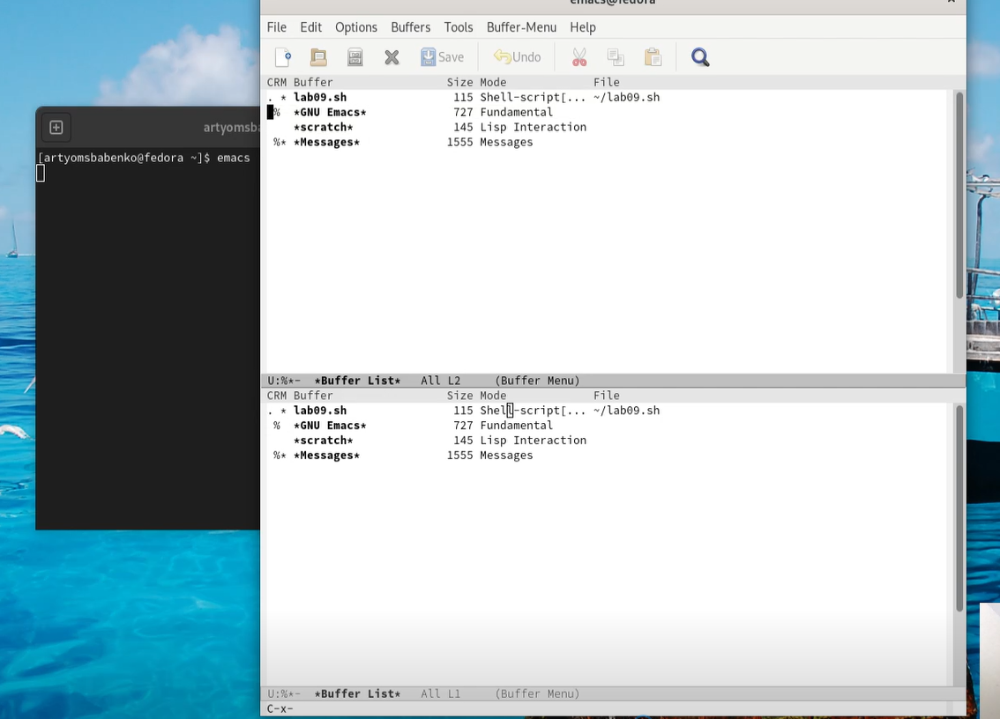 emacs@fedora
File Edit Options Buffers Tools Buffer-Menu Help
Save Undo
CRM Buffer Size Mode File
. * lab09.sh 115 Shell-script[... ~/lab09.sh
% *GNU Emacs* 727 Fundamental
*scratch* 145 Lisp Interaction
%* *Messages* 1555 Messages
U:%*- *Buffer List* All L2 (Buffer Menu)
CRM Buffer Size Mode File
. * lab09.sh 115 Shell-script[... ~/lab09.sh
% *GNU Emacs* 727 Fundamental
*scratch* 145 Lisp Interaction
%* *Messages* 1555 Messages
U:%*- *Buffer List* All L1 (Buffer Menu)
C-x-
artyomsba
[artyomsbabenko@fedora ~]$ emacs